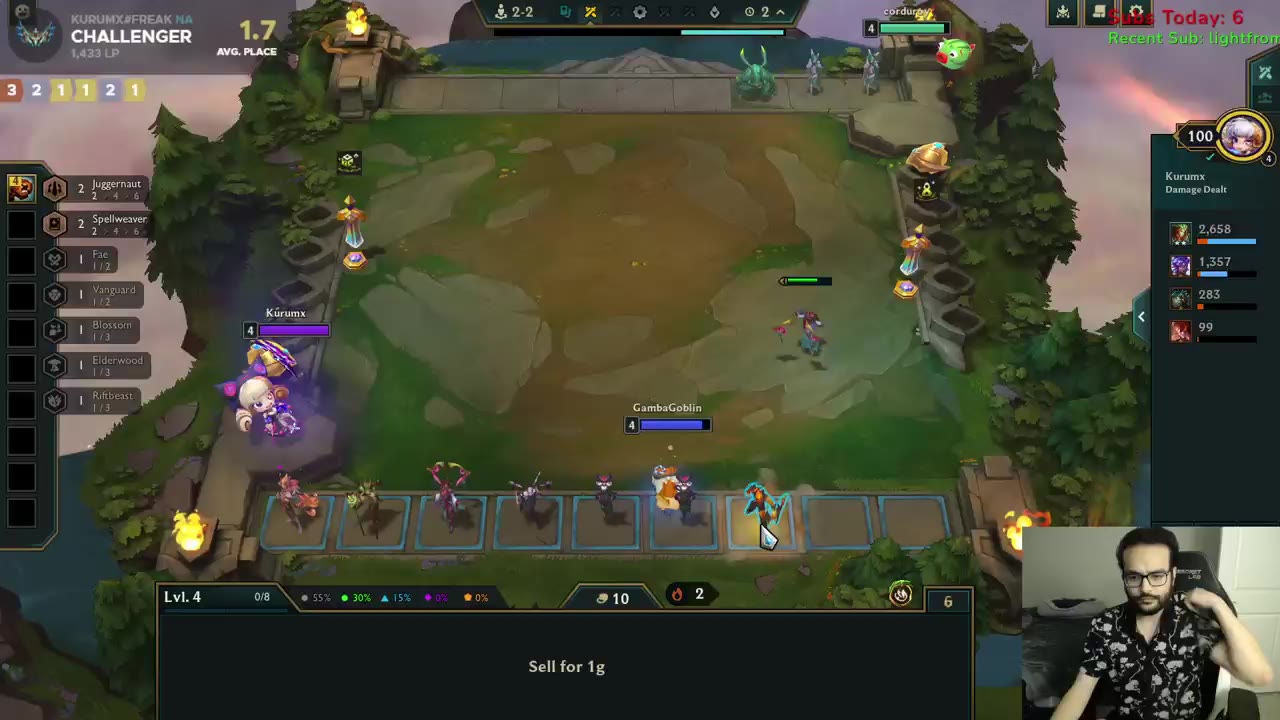 KURUMX#FREAK NA
CHALLENGER
1,433 LP
1.7
AVG. PLACE
3 2 1 1 2 1
2-2
2
corduroy
4
Subs Today: 6
Recent Sub: lightfrom
100
4
Kurumx
Damage Dealt
2,658
1,357
283
99
2 Juggernaut
2 > 4 > 6
2 Spellweaver
2 > 4 > 6
1 Fae
1 / 2
1 Vanguard
1 / 2
1 Blossom
1 / 3
1 Elderwood
1 / 3
1 Riftbeast
1 / 3
Kurumx
4
GambaGoblin
4
Lvl. 4 0/8
55% 30% 15% 0% 0%
10
2
6
Sell for 1g